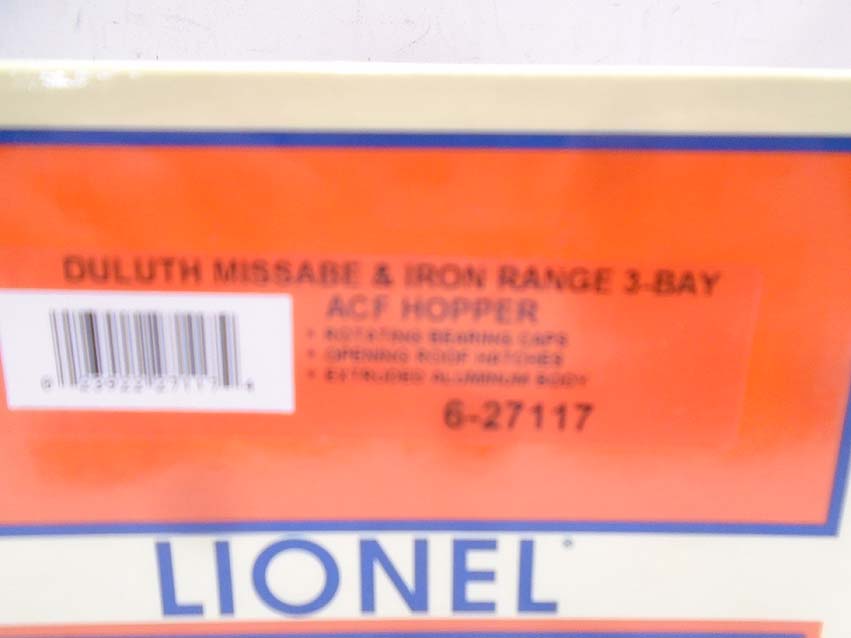 DULUTH MISSABE & IRON RANGE 3-BAY
ACF HOPPER
• ROTATING BEARING CAPS
• OPENING ROOF HATCHES
• EXTRUDED ALUMINUM BODY
6-27117
LIONEL